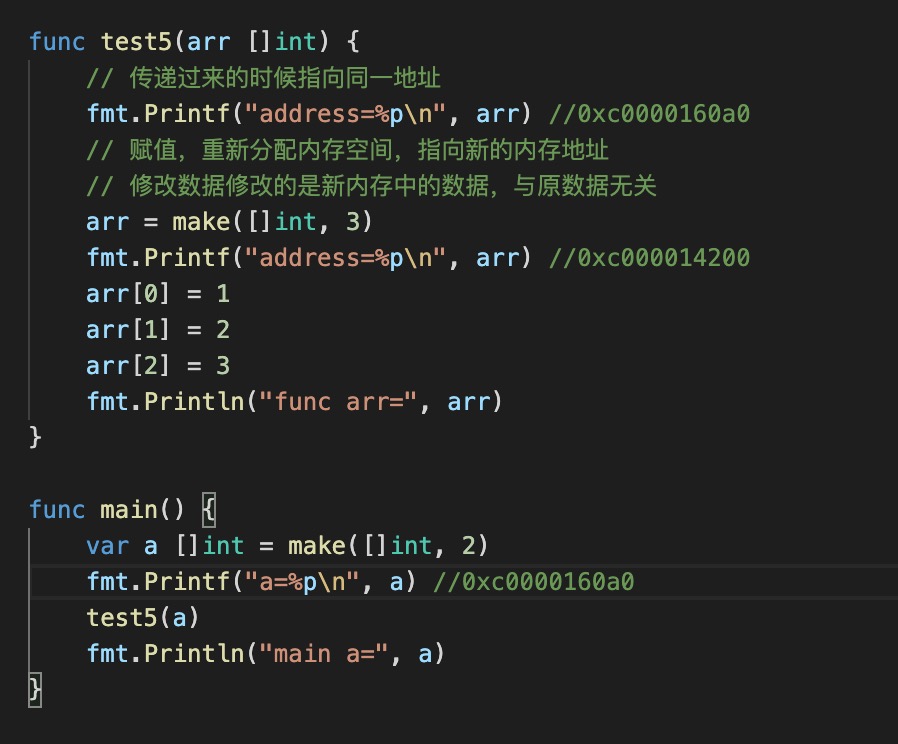 func test5(arr []int) {
    // 传递过来的时候指向同一地址
    fmt.Printf("address=%p\n", arr) //0xc0000160a0
    // 赋值，重新分配内存空间，指向新的内存地址
    // 修改数据修改的是新内存中的数据，与原数据无关
    arr = make([]int, 3)
    fmt.Printf("address=%p\n", arr) //0xc000014200
    arr[0] = 1
    arr[1] = 2
    arr[2] = 3
    fmt.Println("func arr=", arr)
}

func main() {
    var a []int = make([]int, 2)
    fmt.Printf("a=%p\n", a) //0xc0000160a0
    test5(a)
    fmt.Println("main a=", a)
}